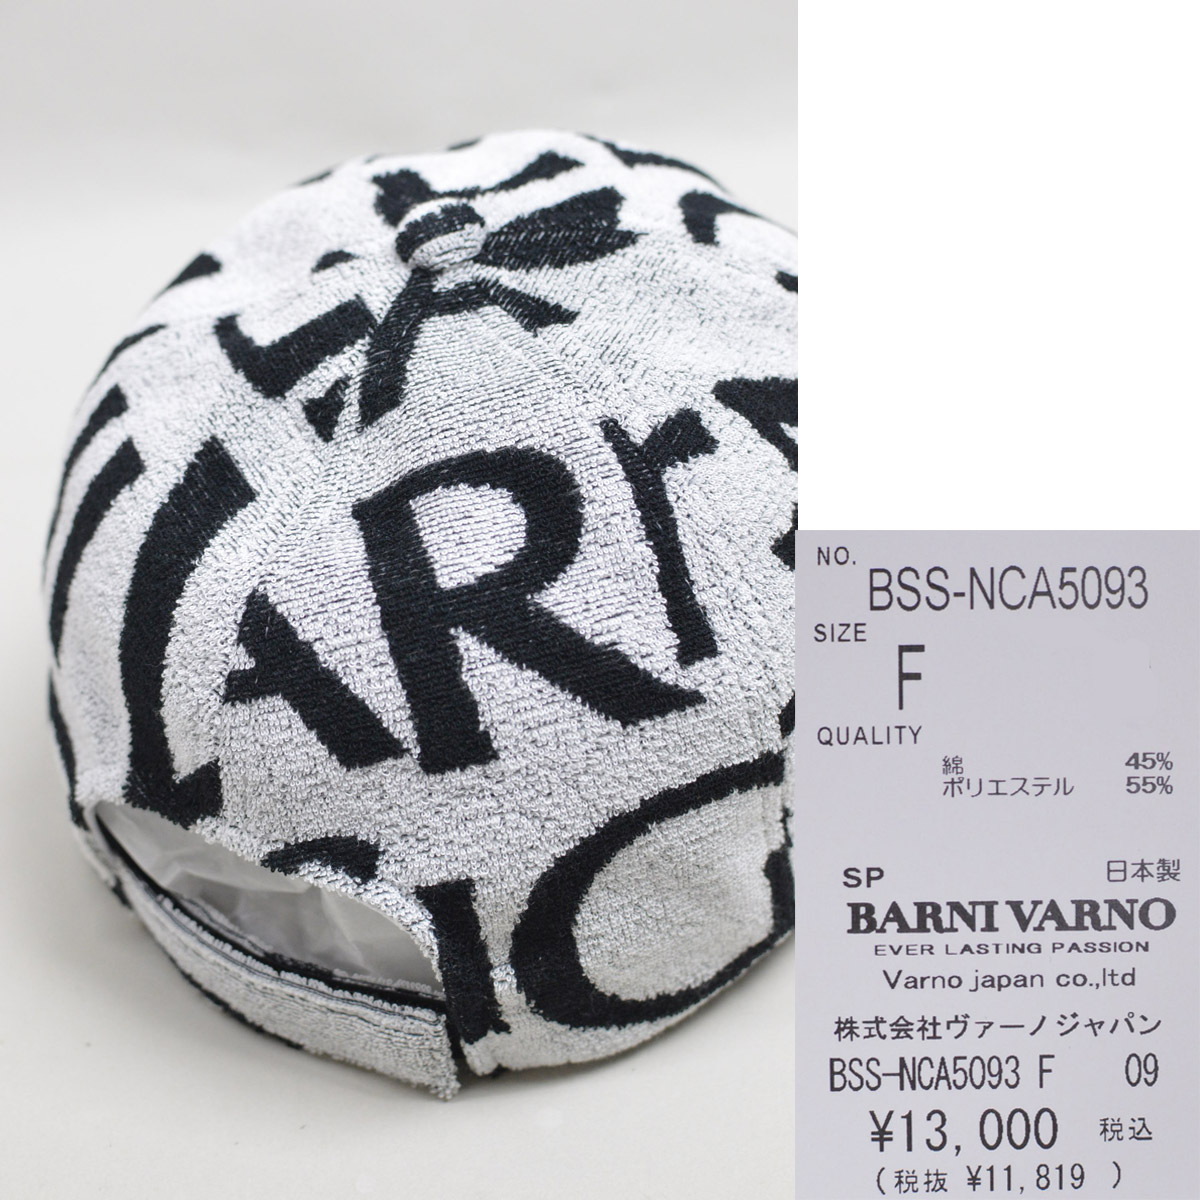 ARI
NO.
BSS-NCA5093
SIZE
F
QUALITY
綿 45%
ポリエステル 55%
SP 日本製
BARNI VARNO
EVER LASTING PASSION
Varno japan co.,ltd
株式会社ヴァーノジャパン
BSS-NCA5093 F 09
¥13,000 税込
(税抜 ¥11,819 )